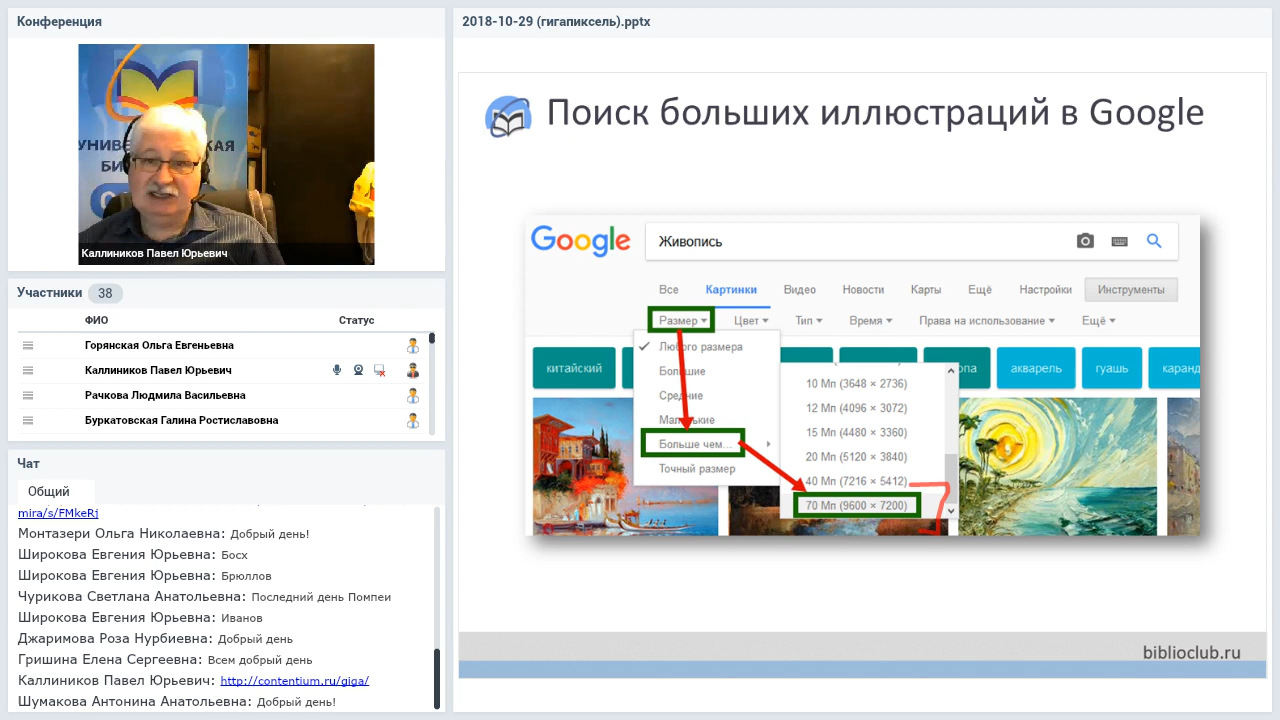 Конференция
УНИВЕ
КАЯ
БИ
Каллиников Павел Юрьевич
Участники 38
ФИО Статус
Горянская Ольга Евгеньевна
Каллиников Павел Юрьевич
Рачкова Людмила Васильевна
Буркатовская Галина Ростиславовна
Чат
Общий
mira/s/FMkeRj
Монтазери Ольга Николаевна: Добрый день!
Широкова Евгения Юрьевна: Босх
Широкова Евгения Юрьевна: Брюллов
Чурикова Светлана Анатольевна: Последний день Помпеи
Широкова Евгения Юрьевна: Иванов
Джаримова Роза Нурбиевна: Добрый день
Гришина Елена Сергеевна: Всем добрый день
Каллиников Павел Юрьевич: http://contentium.ru/giga/
Шумакова Антонина Анатольевна: Добрый день!
2018-10-29 (гигапиксель).pptx
Поиск больших иллюстраций в Google
Google Живопись
Все Картинки Видео Новости Карты Ещё Настройки Инструменты
Размер Цвет Тип Время Права на использование Ещё
Любого размера
Большие
Средние
Маленькие
Больше чем...
Точный размер
китайский
опа
акварель
гуашь
каранд
10 Мп (3648 × 2736)
12 Мп (4096 × 3072)
15 Мп (4480 × 3360)
20 Мп (5120 × 3840)
40 Мп (7216 × 5412)
70 Мп (9600 × 7200)
biblioclub.ru